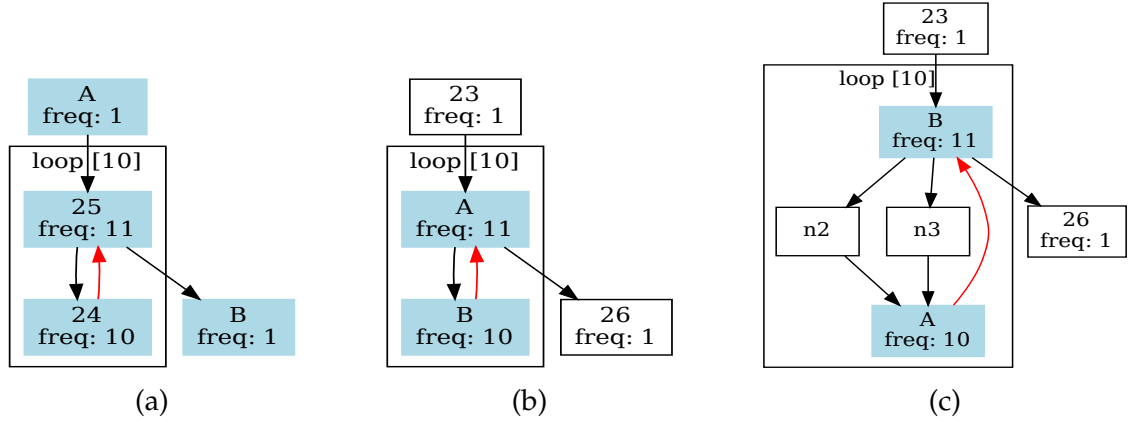 A
freq: 1
loop [10]
25
freq: 11
24
freq: 10
B
freq: 1
(a)
23
freq: 1
loop [10]
A
freq: 11
B
freq: 10
26
freq: 1
(b)
23
freq: 1
loop [10]
B
freq: 11
n2
n3
26
freq: 1
A
freq: 10
(c)